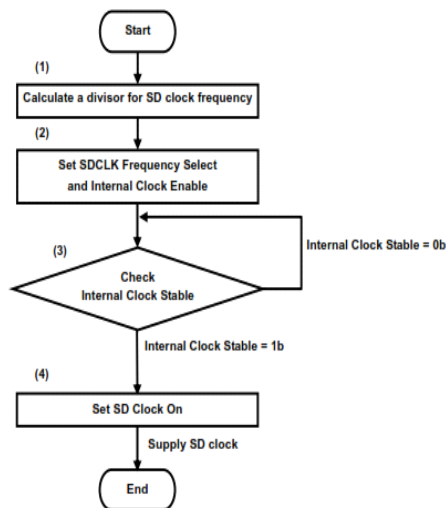 Start
(1)
Calculate a divisor for SD clock frequency
(2)
Set SDCLK Frequency Select
and Internal Clock Enable
Internal Clock Stable = 0b
(3)
Check
Internal Clock Stable
Internal Clock Stable = 1b
(4)
Set SD Clock On
Supply SD clock
End